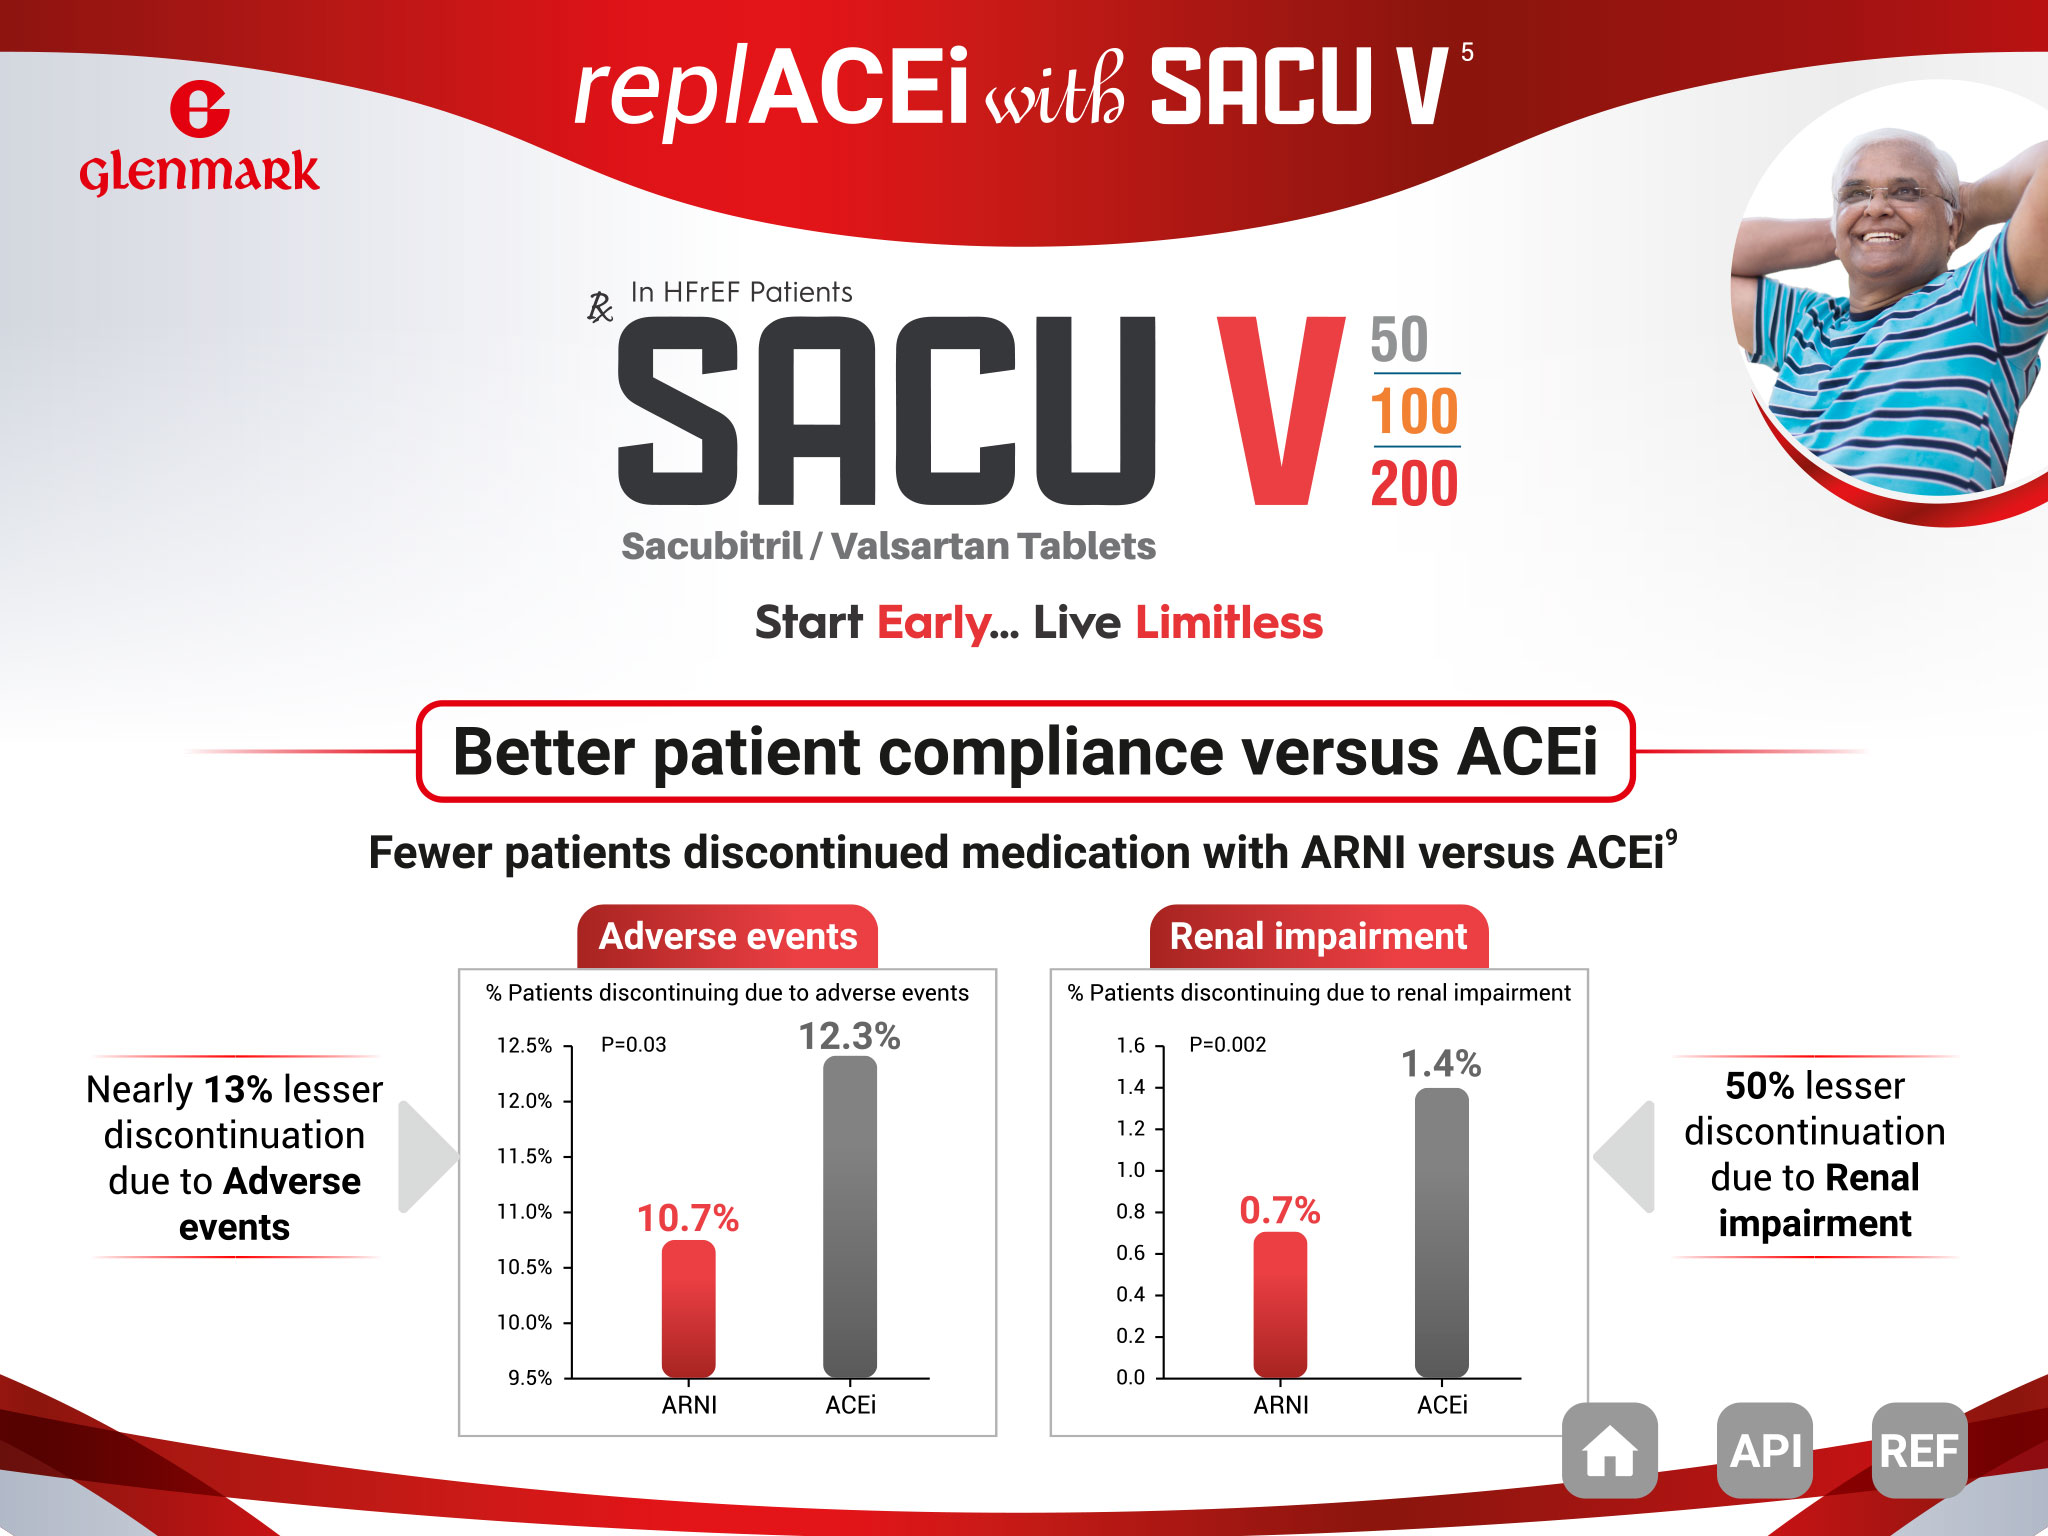 replACEi with SACU V 5
glenmark
Rx In HFrEF Patients
SACU V
50
100
200
Sacubitril / Valsartan Tablets
Start Early... Live Limitless
Better patient compliance versus ACEi
Fewer patients discontinued medication with ARNI versus ACEi9
Nearly 13% lesser
discontinuation
due to Adverse
events
Adverse events
% Patients discontinuing due to adverse events
P=0.03
12.5%
12.0%
11.5%
11.0%
10.5%
10.0%
9.5%
10.7%
12.3%
ARNI
ACEi
Renal impairment
% Patients discontinuing due to renal impairment
P=0.002
1.6
1.4
1.2
1.0
0.8
0.6
0.4
0.2
0.0
0.7%
1.4%
ARNI
ACEi
50% lesser
discontinuation
due to Renal
impairment
API
REF